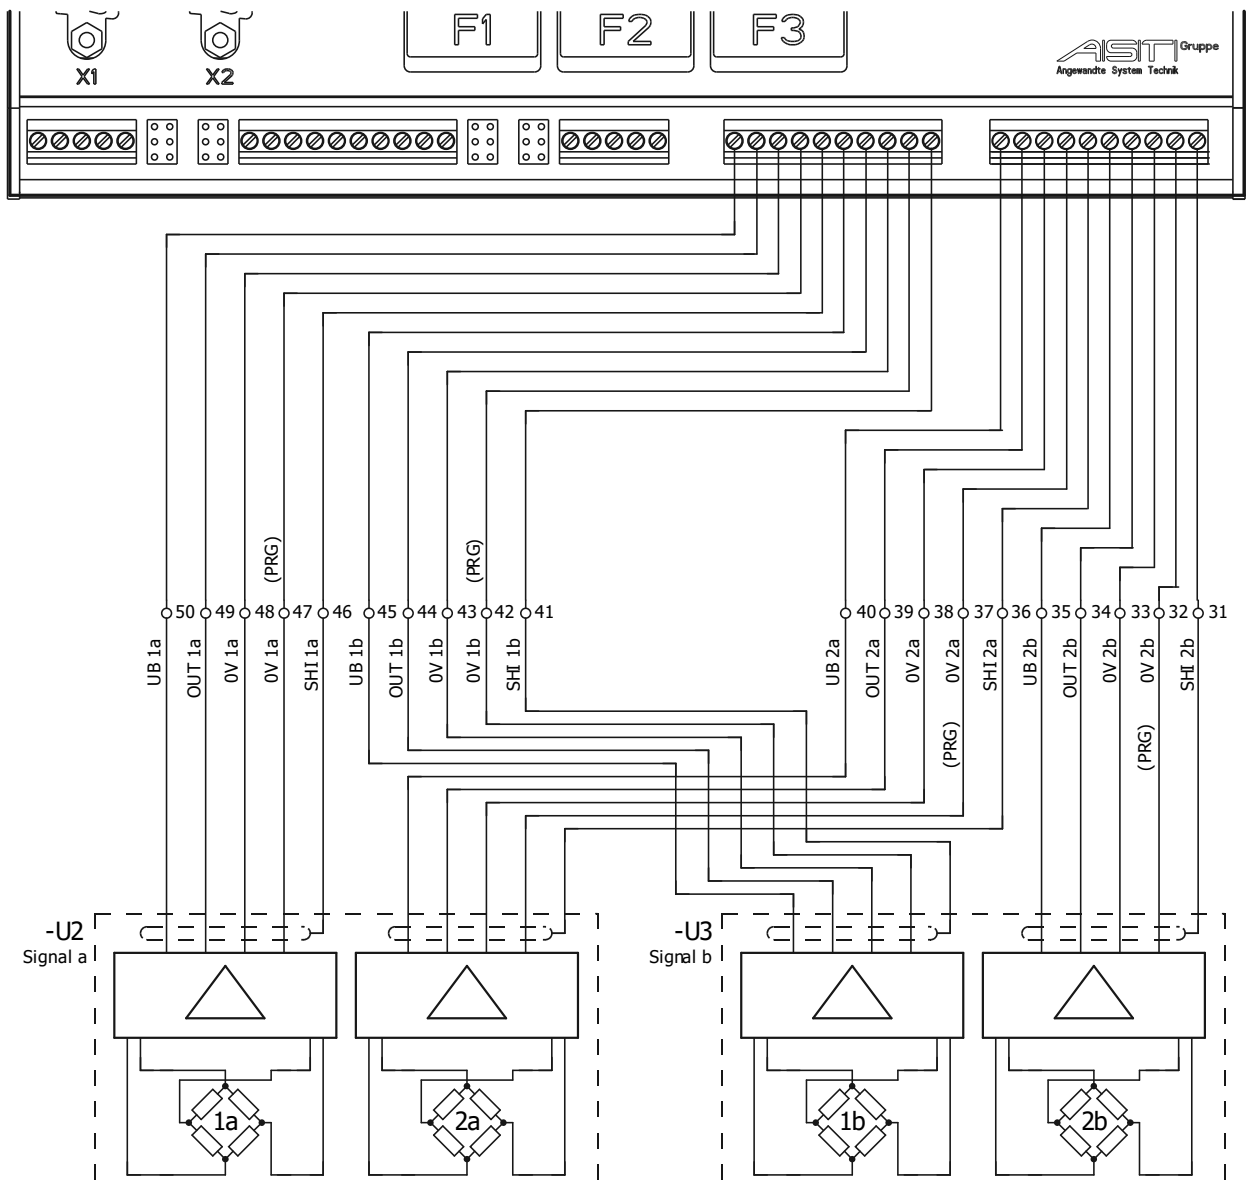 F1 F2 F3
X1 X2
ASTI Gruppe
Angewandte System Technik
(PRG) (PRG)
50 49 48 47 46 45 44 43 42 41 40 39 38 37 36 35 34 33 32 31
UB 1a OUT 1a 0V 1a 0V 1a SHI 1a UB 1b OUT 1b 0V 1b 0V 1b SHI 1b UB 2a OUT 2a 0V 2a 0V 2a SHI 2a UB 2b OUT 2b 0V 2b 0V 2b SHI 2b
(PRG) (PRG)
-U2 -U3
Signal a Signal b
1a 2a 1b 2b